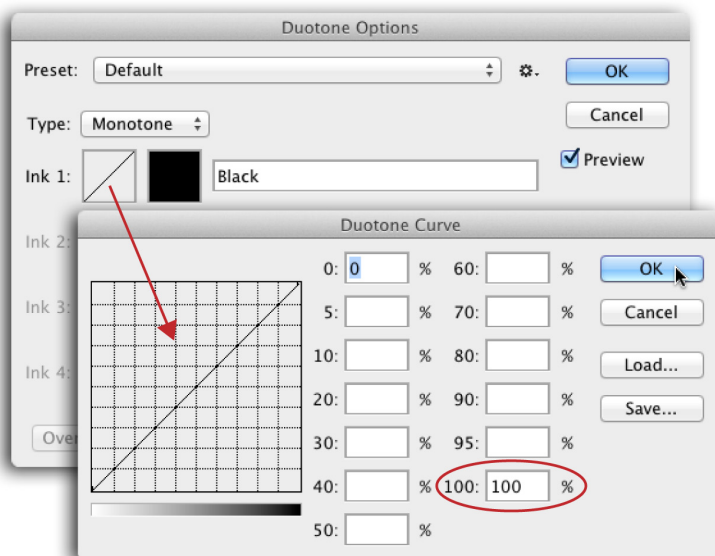 Duotone Options
Preset: Default
OK
Type: Monotone
Cancel
Preview
Ink 1: Black
Ink 2:
Ink 3:
Ink 4:
Duotone Curve
0: 0 % 60: % OK
5: % 70: % Cancel
10: % 80: % Load...
20: % 90: % Save...
30: % 95: %
40: % 100: 100 %
50: %